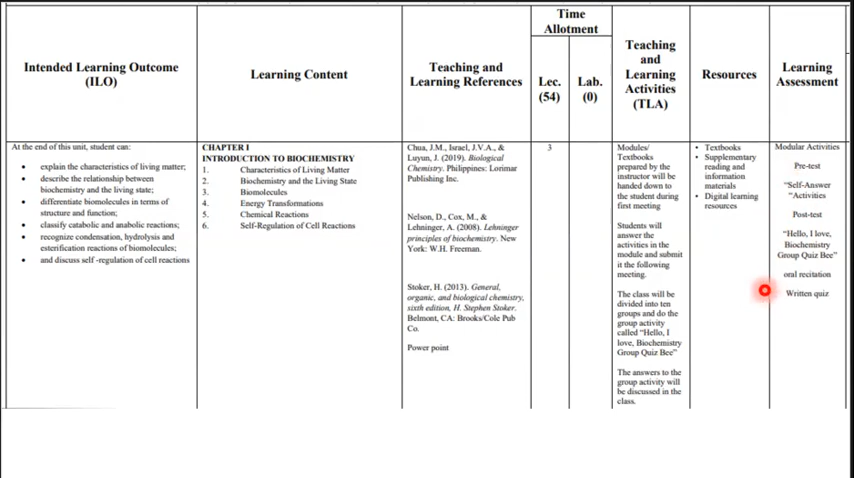 Intended Learning Outcome
(ILO)
Learning Content
Teaching and
Learning References
Time
Allotment
Lec.
(54)
Lab.
(0)
Teaching
and
Learning
Activities
(TLA)
Resources
Learning
Assessment
At the end of this unit, student can:
• explain the characteristics of living matter;
• describe the relationship between
biochemistry and the living state;
• differentiate biomolecules in terms of
structure and function;
• classify catabolic and anabolic reactions;
• recognize condensation, hydrolysis and
esterification reactions of biomolecules;
• and discuss self -regulation of cell reactions
CHAPTER I
INTRODUCTION TO BIOCHEMISTRY
1. Characteristics of Living Matter
2. Biochemistry and the Living State
3. Biomolecules
4. Energy Transformations
5. Chemical Reactions
6. Self-Regulation of Cell Reactions
Chua, J.M., Israel, J.V.A., &
Luyun, J. (2019). Biological
Chemistry. Philippines: Lorimar
Publishing Inc.
Nelson, D., Cox, M., &
Lehninger, A. (2008). Lehninger
principles of biochemistry. New
York: W.H. Freeman.
Stoker, H. (2013). General,
organic, and biological chemistry,
sixth edition, H. Stephen Stoker.
Belmont, CA: Brooks/Cole Pub
Co.
Power point
3
Modules/
Textbooks
prepared by the
instructor will be
handed down to
the student during
first meeting
Students will
answer the
activities in the
module and submit
it the following
meeting.
The class will be
divided into ten
groups and do the
group activity
called “Hello, I
love, Biochemistry
Group Quiz Bee”
The answers to the
group activity will
be discussed in the
class.
• Textbooks
• Supplementary
reading and
information
materials
• Digital learning
resources
Modular Activities
Pre-test
“Self-Answer
“Activities
Post-test
“Hello, I love,
Biochemistry
Group Quiz Bee”
oral recitation
Written quiz